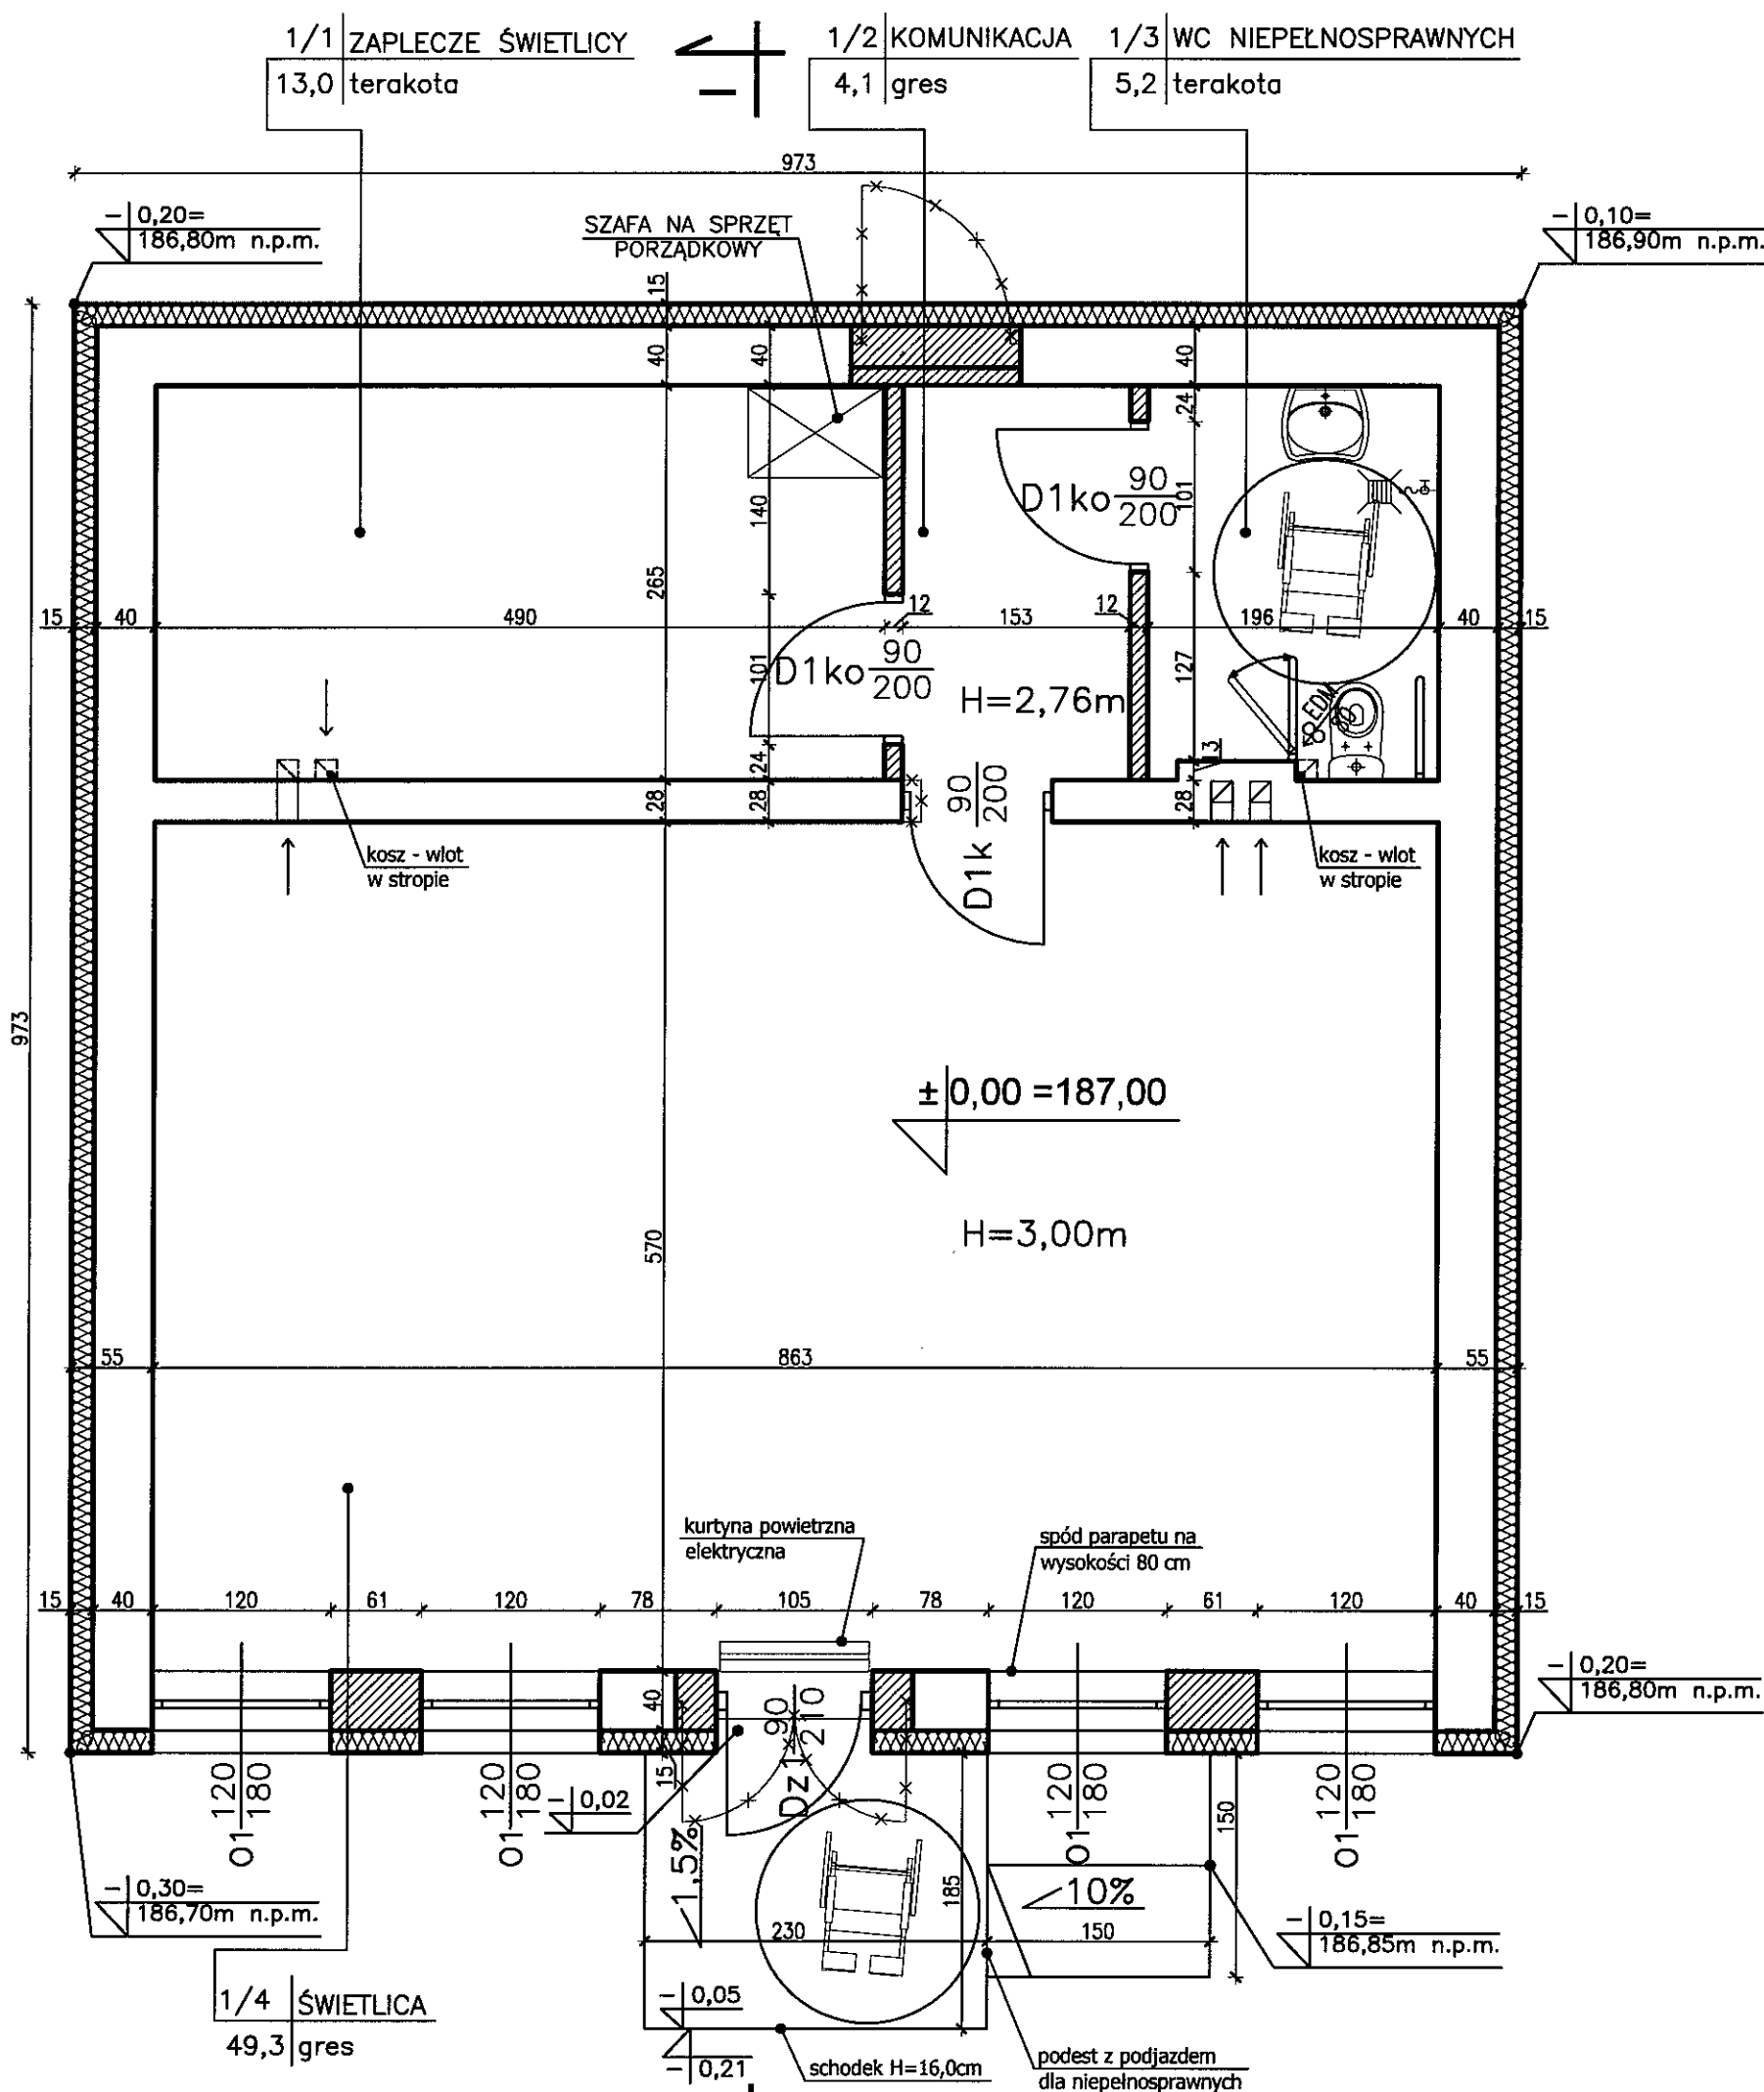 1/1 ZAPLECZE ŚWIETLICY
13,0 terakota
1/2 KOMUNIKACJA
4,1 gres
1/3 WC NIEPEŁNOSPRAWNYCH
5,2 terakota
973
- 0,20=
186,80m n.p.m.
SZAFA NA SPRZĘT
PORZĄDKOWY
- 0,10=
186,90m n.p.m.
15
40
40
40
24
140
D1ko 90
200
101
265
15
40
490
12
153
12
196
40
15
101
D1ko 90
200
H=2,76m
127
24
13
28
28
28
D1k 90
200
kosz - wlot
w stropie
kosz - wlot
w stropie
973
± 0,00 =187,00
H=3,00m
570
55
863
55
kurtyna powietrzna
elektryczna
spód parapetu na
wysokości 80 cm
15
40
120
61
120
78
105
78
120
61
120
40
15
- 0,20=
186,80m n.p.m.
40
15
Dz1 90
210
O1 120
180
O1 120
180
O1 120
180
O1 120
180
- 0,02
1,5%
150
185
10%
- 0,30=
186,70m n.p.m.
230
150
- 0,15=
186,85m n.p.m.
1/4 ŚWIETLICA
49,3 gres
- 0,05
- 0,21
schodek H=16,0cm
podest z podjazdem
dla niepełnosprawnych